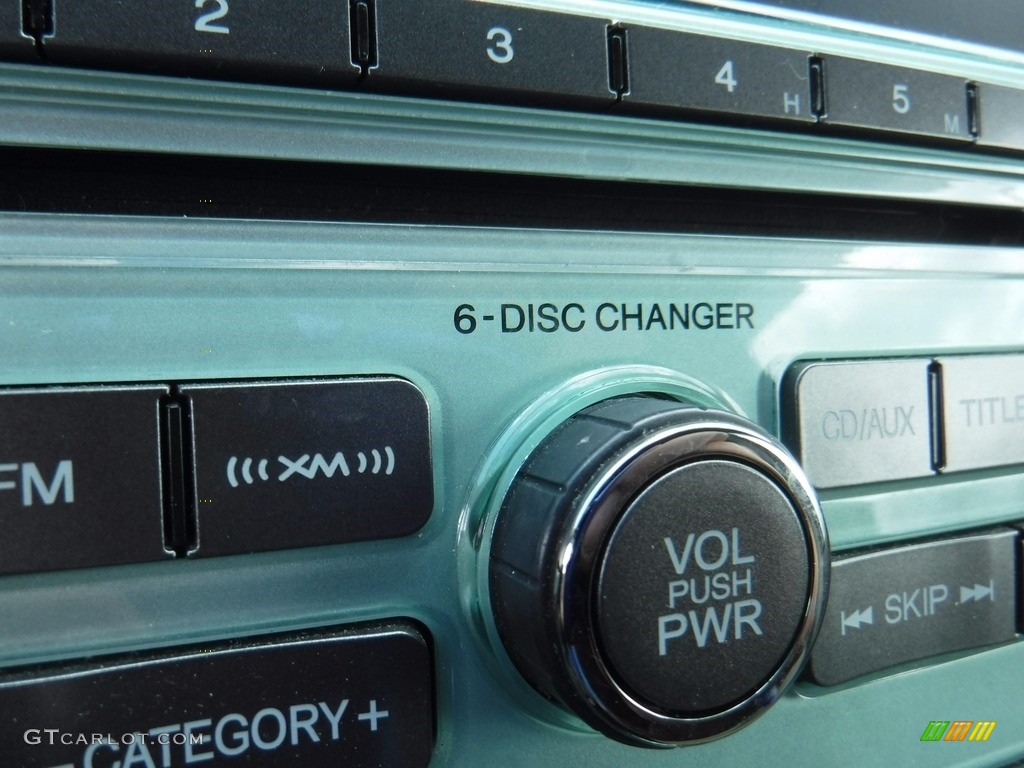 2
3
4 H
5 M
6-DISC CHANGER
CD/AUX
TITLE
FM
XM
VOL
PUSH
PWR
SKIP
CATEGORY +
GTCARLOT.COM